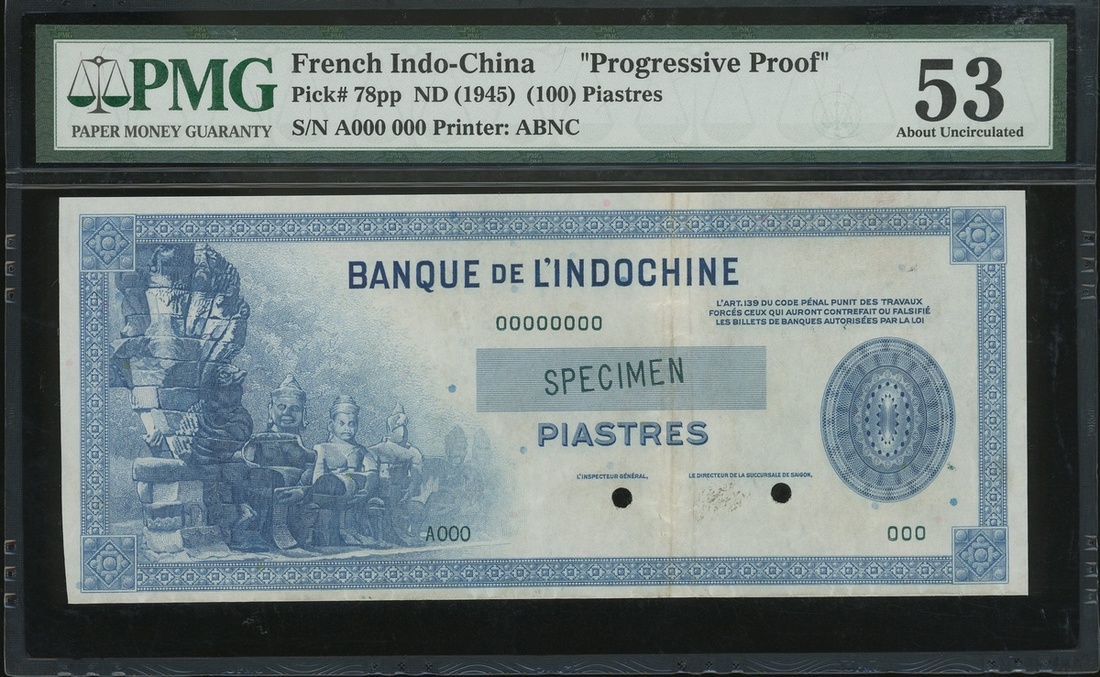 PMG
PAPER MONEY GUARANTY
French Indo-China "Progressive Proof"
Pick# 78pp ND (1945) (100) Piastres
S/N A000 000 Printer: ABNC
53
About Uncirculated
BANQUE DE L'INDOCHINE
L'ART. 139 DU CODE PÉNAL PUNIT DES TRAVAUX
FORCÉS CEUX QUI AURONT CONTREFAIT OU FALSIFIÉ
LES BILLETS DE BANQUES AUTORISÉES PAR LA LOI
00000000
SPECIMEN
PIASTRES
L'INSPECTEUR GÉNÉRAL,
LE DIRECTEUR DE LA SUCCURSALE DE SAIGON,
A000
000